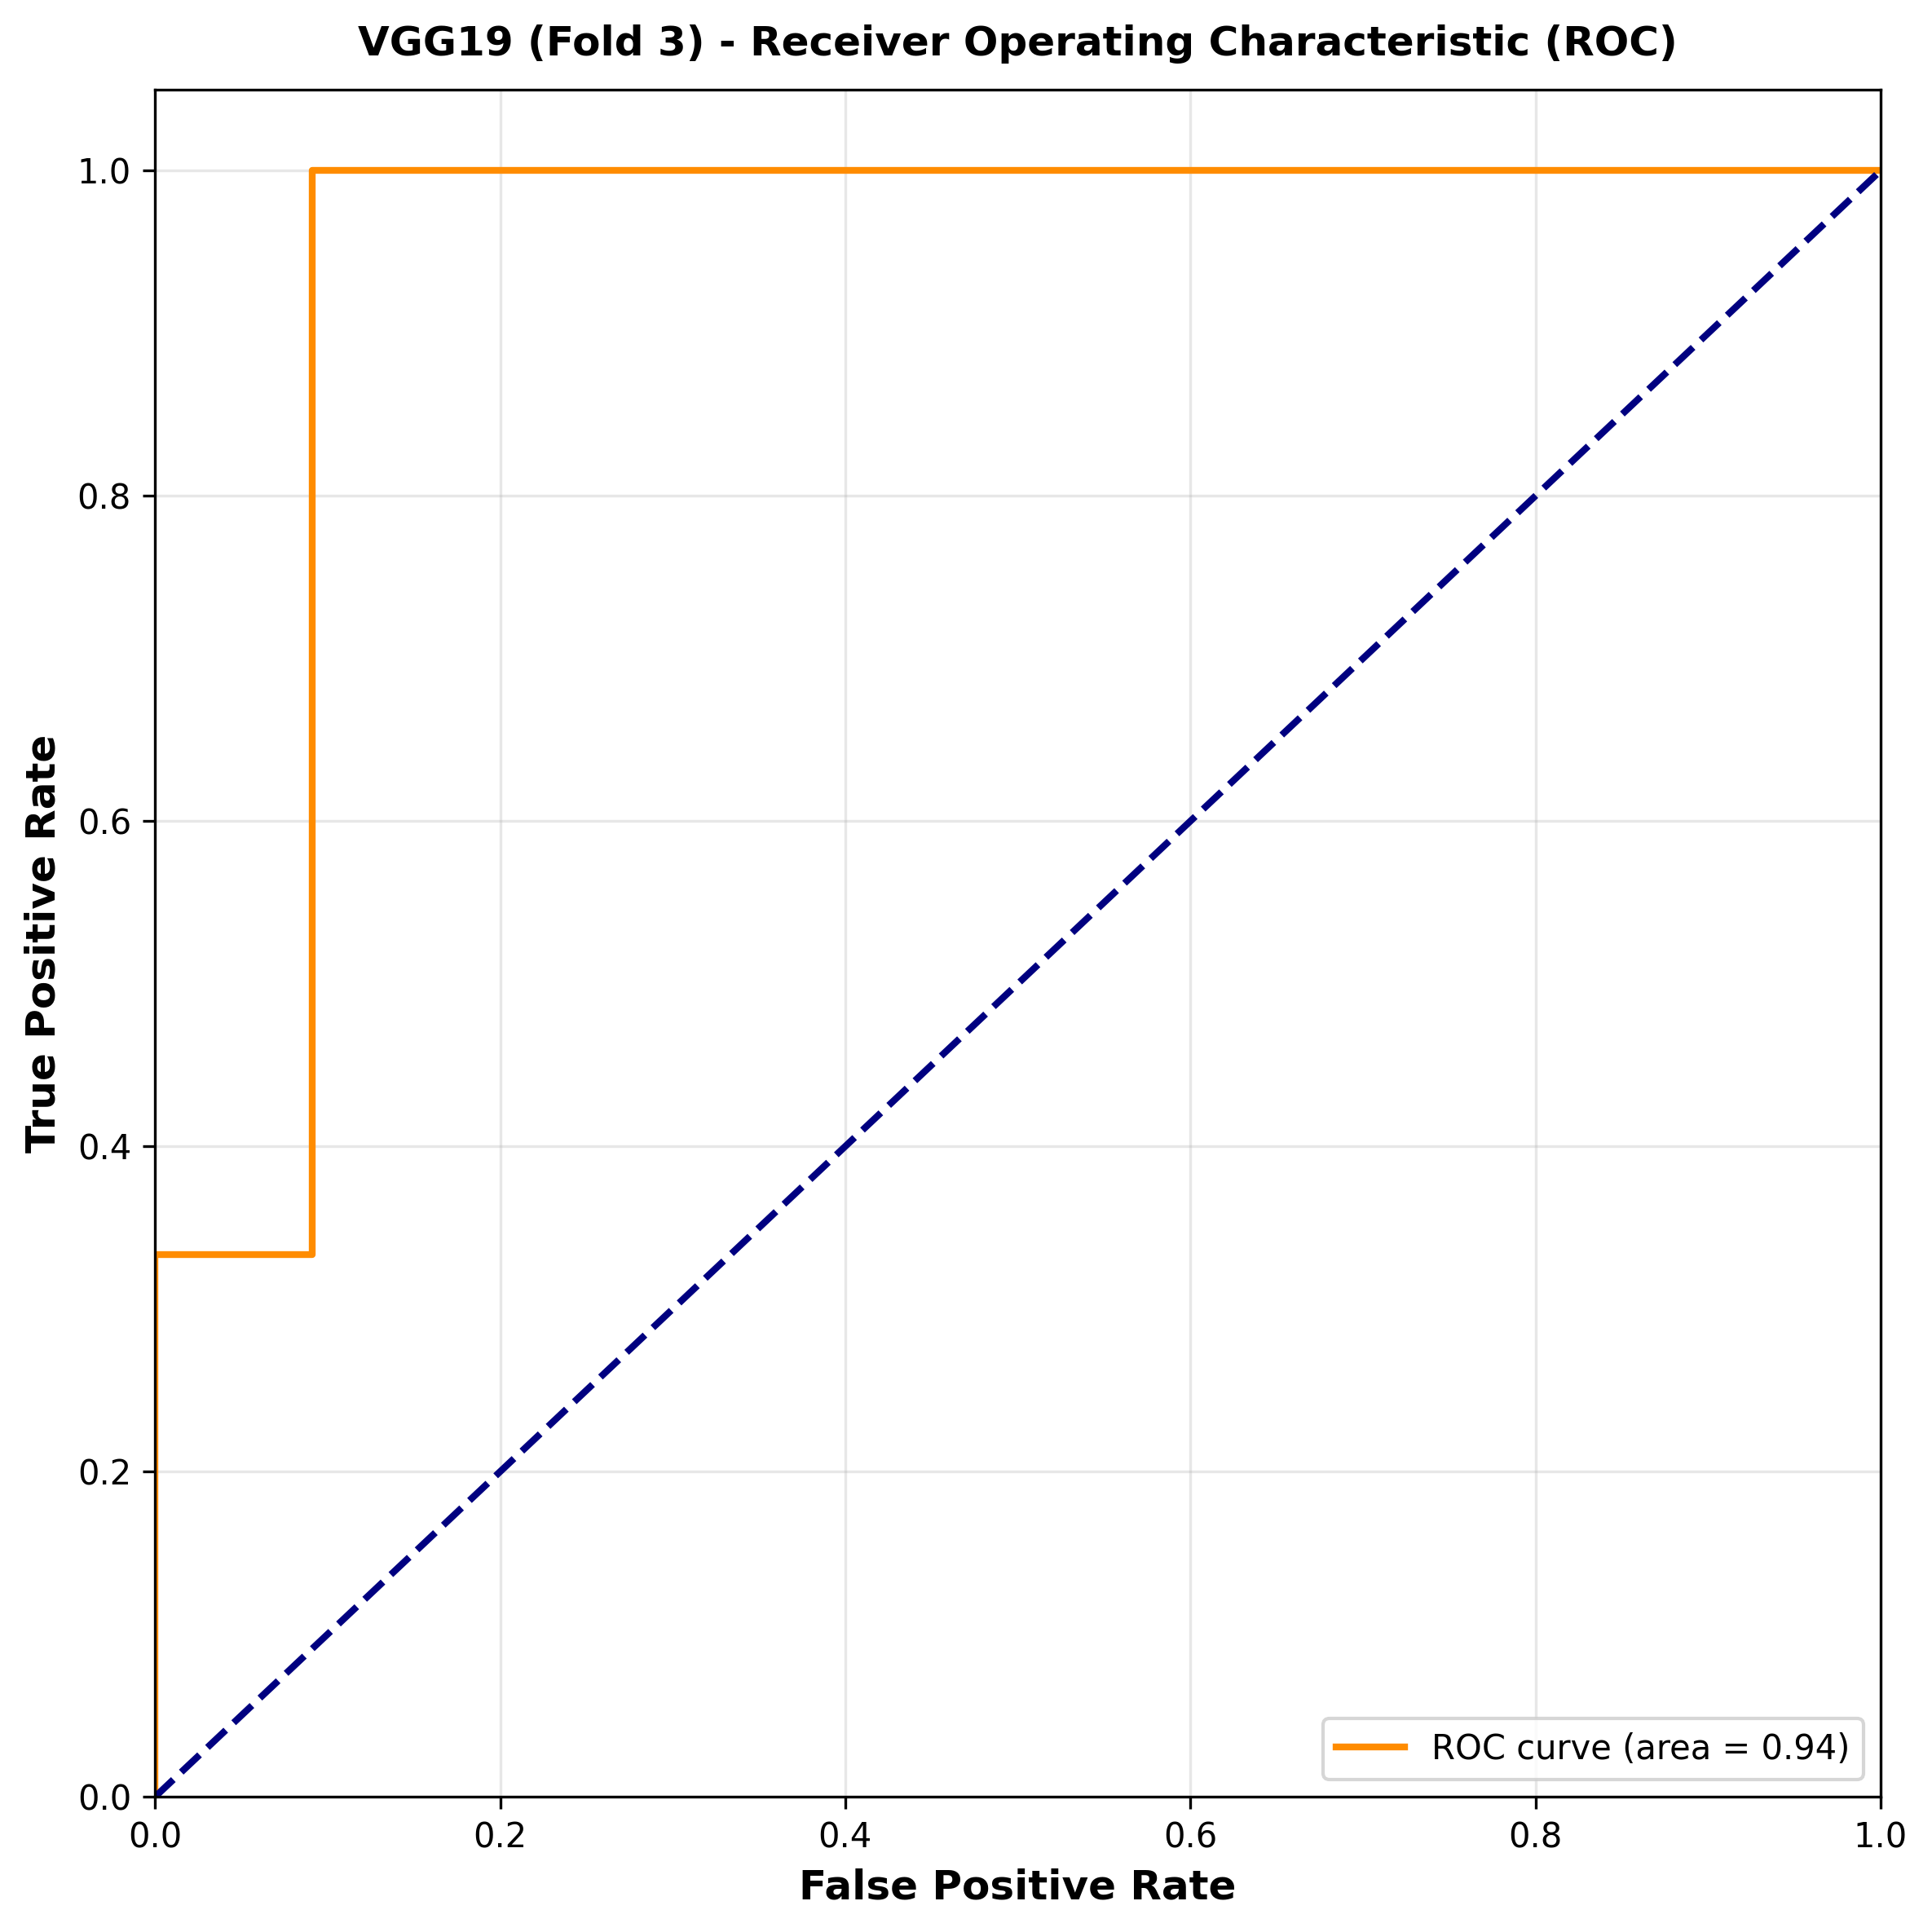 VGG19 (Fold 3) - Receiver Operating Characteristic (ROC)
True Positive Rate
1.0
0.8
0.6
0.4
0.2
0.0
0.0 0.2 0.4 0.6 0.8 1.0
False Positive Rate
ROC curve (area = 0.94)